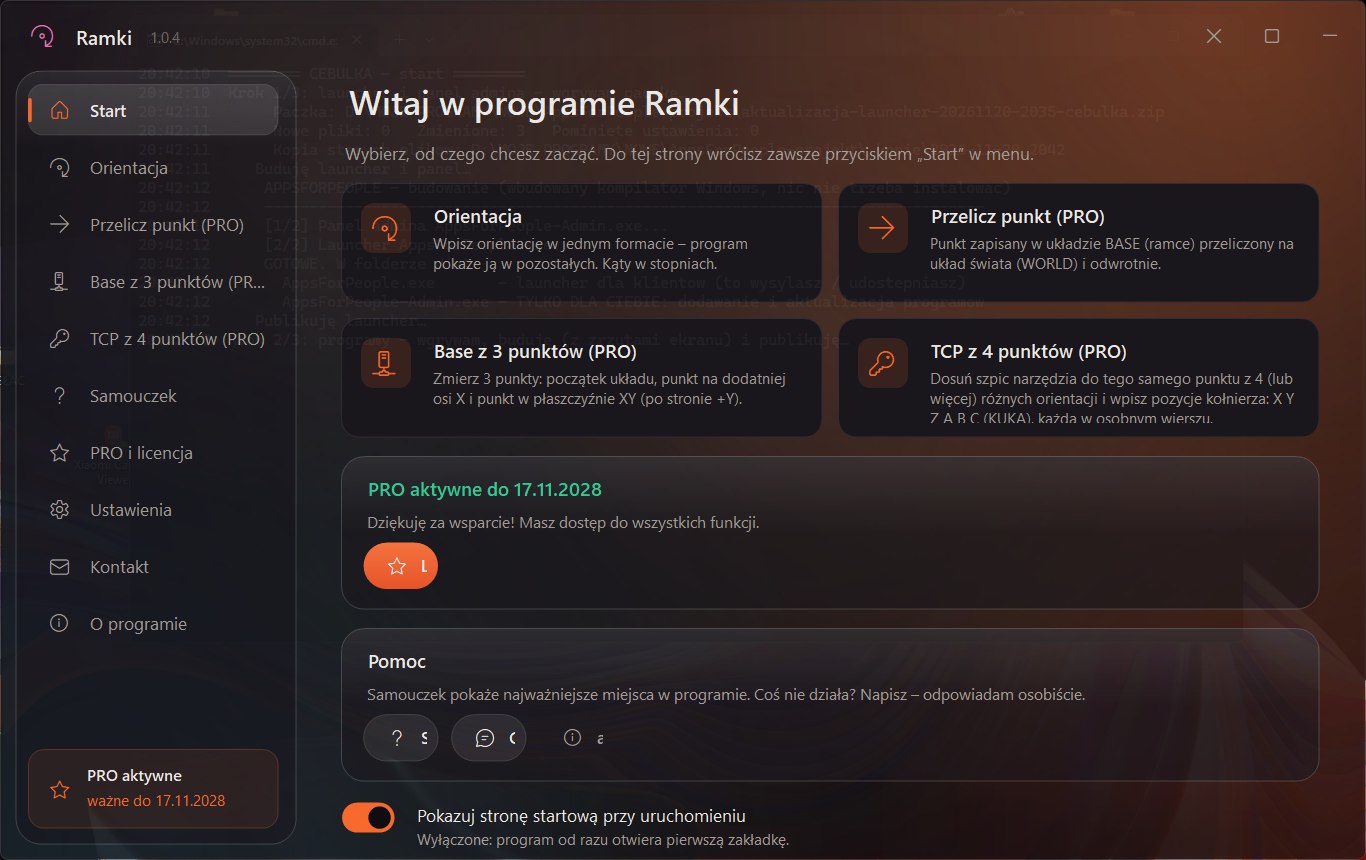 Ramki 1.0.4
Start
Orientacja
Przelicz punkt (PRO)
Base z 3 punktów (PR...
TCP z 4 punktów (PRO)
Samouczek
PRO i licencja
Ustawienia
Kontakt
O programie
PRO aktywne
ważne do 17.11.2028
Witaj w programie Ramki
Wybierz, od czego chcesz zacząć. Do tej strony wrócisz zawsze przyciskiem „Start” w menu.
Orientacja
Wpisz orientację w jednym formacie – program
pokaże ją w pozostałych. Kąty w stopniach.
Przelicz punkt (PRO)
Punkt zapisany w układzie BASE (ramce) przeliczony na
układ świata (WORLD) i odwrotnie.
Base z 3 punktów (PRO)
Zmierz 3 punkty: początek układu, punkt na dodatniej
osi X i punkt w płaszczyźnie XY (po stronie +Y).
TCP z 4 punktów (PRO)
Dosuń szpic narzędzia do tego samego punktu z 4 (lub
więcej) różnych orientacji i wpisz pozycje kołnierza: X Y
Z A B C (KUKA), każda w osobnym wierszu.
PRO aktywne do 17.11.2028
Dziękuję za wsparcie! Masz dostęp do wszystkich funkcji.
Pomoc
Samouczek pokaże najważniejsze miejsca w programie. Coś nie działa? Napisz – odpowiadam osobiście.
Pokazuj stronę startową przy uruchomieniu
Wyłączone: program od razu otwiera pierwszą zakładkę.